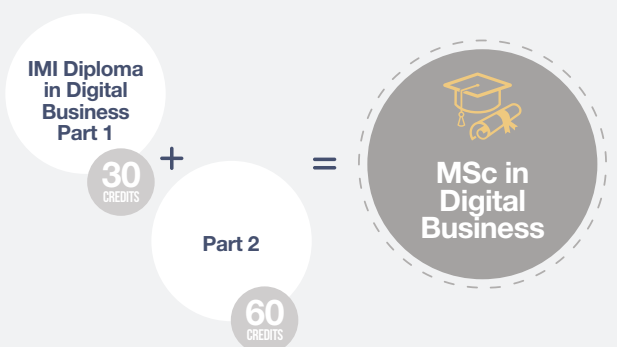 IMI Diploma
in Digital
Business
Part 1
30
CREDITS
+
Part 2
60
CREDITS
=
MSc in
Digital
Business